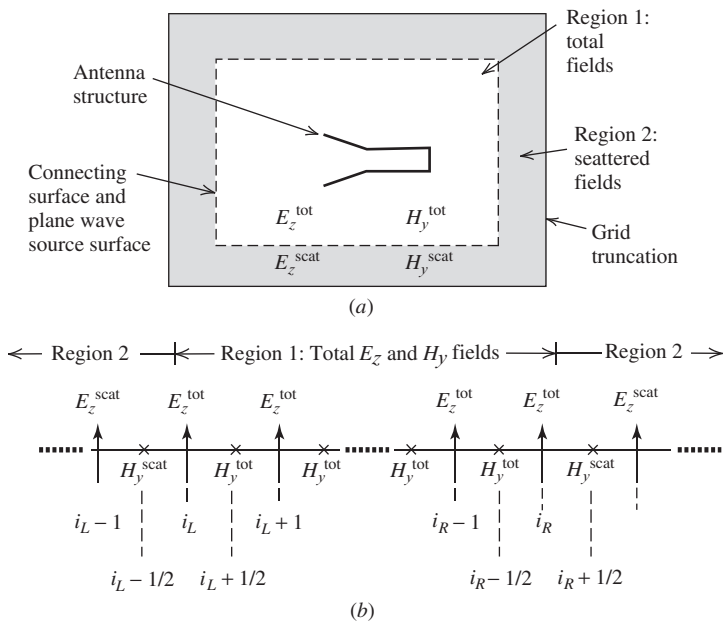 Region 1:
total
fields
Antenna
structure
Region 2:
seattered
fields
Connecting
surface and
plane wave
source surface
E_z^tot H_y^tot
E_z^scat H_y^scat
Grid
truncation
(a)
Region 2 Region 1: Total E_z and H_y fields Region 2
E_z^scat E_z^tot E_z^tot E_z^tot E_z^tot E_z^scat
H_y^scat H_y^tot H_y^tot H_y^tot H_y^tot H_y^scat
i_L – 1 i_L i_L + 1 i_R – 1 i_R
i_L – 1/2 i_L + 1/2 i_R – 1/2 i_R + 1/2
(b)